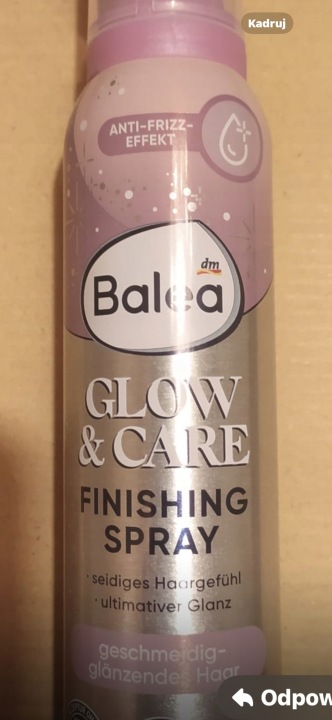 Kadruj
ANTI-FRIZZ-
EFFEKT
dm
Balea
GLOW
& CARE
FINISHING
SPRAY
· seidiges Haargefühl
· ultimativer Glanz
geschmeidig-
glänzendes Haar
Odpow